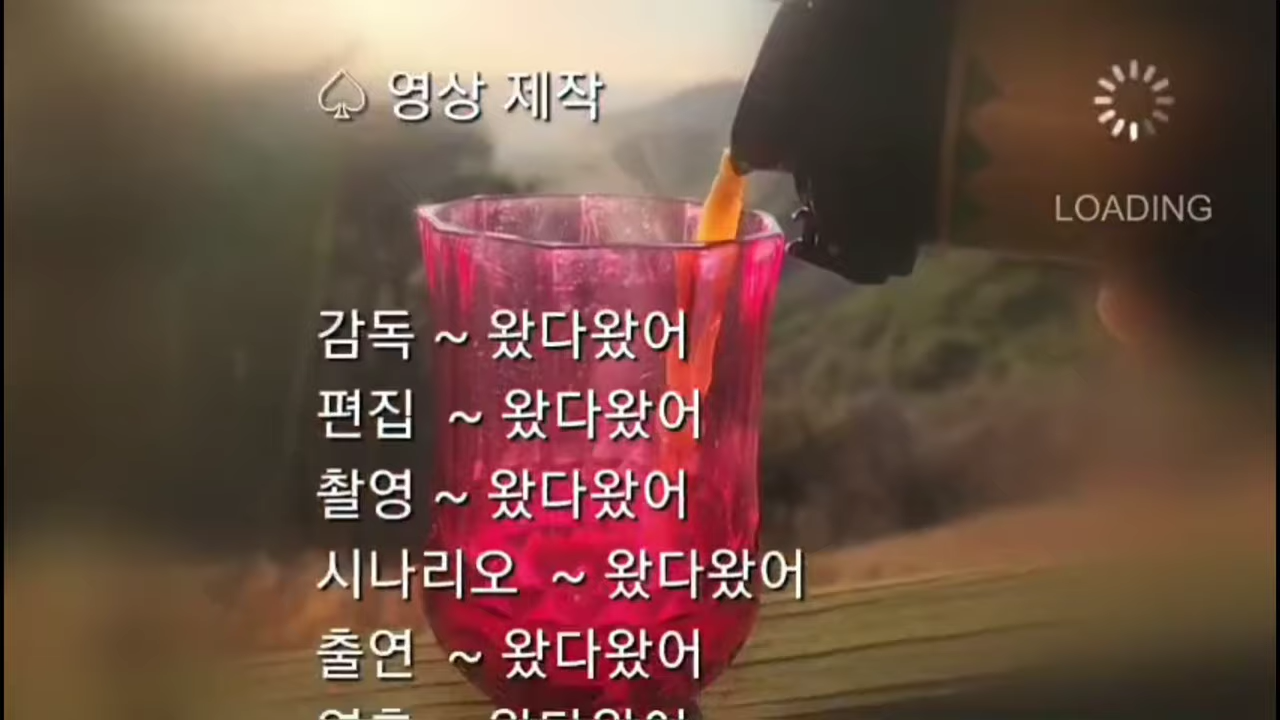 ♤ 영상 제작
LOADING
감독 ~ 왔다왔어
편집 ~ 왔다왔어
촬영 ~ 왔다왔어
시나리오 ~ 왔다왔어
출연 ~ 왔다왔어